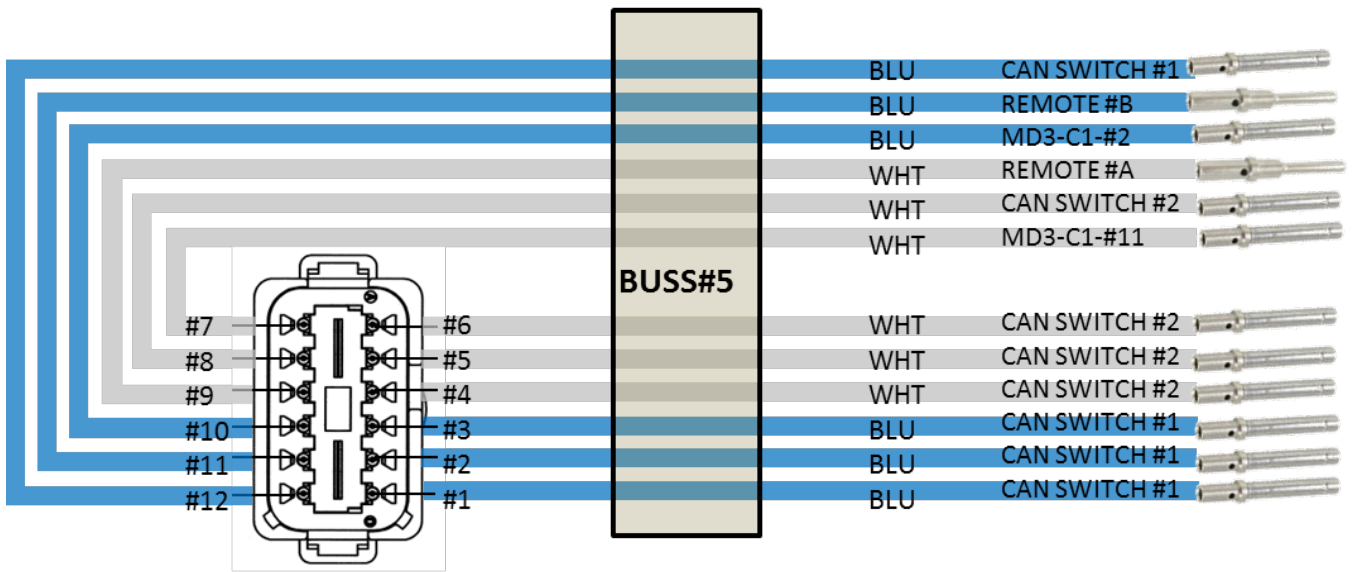 BLU CAN SWITCH #1
BLU REMOTE #B
BLU MD3-C1-#2
WHT REMOTE #A
WHT CAN SWITCH #2
WHT MD3-C1-#11
BUSS#5
#7 #6 WHT CAN SWITCH #2
#8 #5 WHT CAN SWITCH #2
#9 #4 WHT CAN SWITCH #2
#10 #3 BLU CAN SWITCH #1
#11 #2 BLU CAN SWITCH #1
#12 #1 BLU CAN SWITCH #1